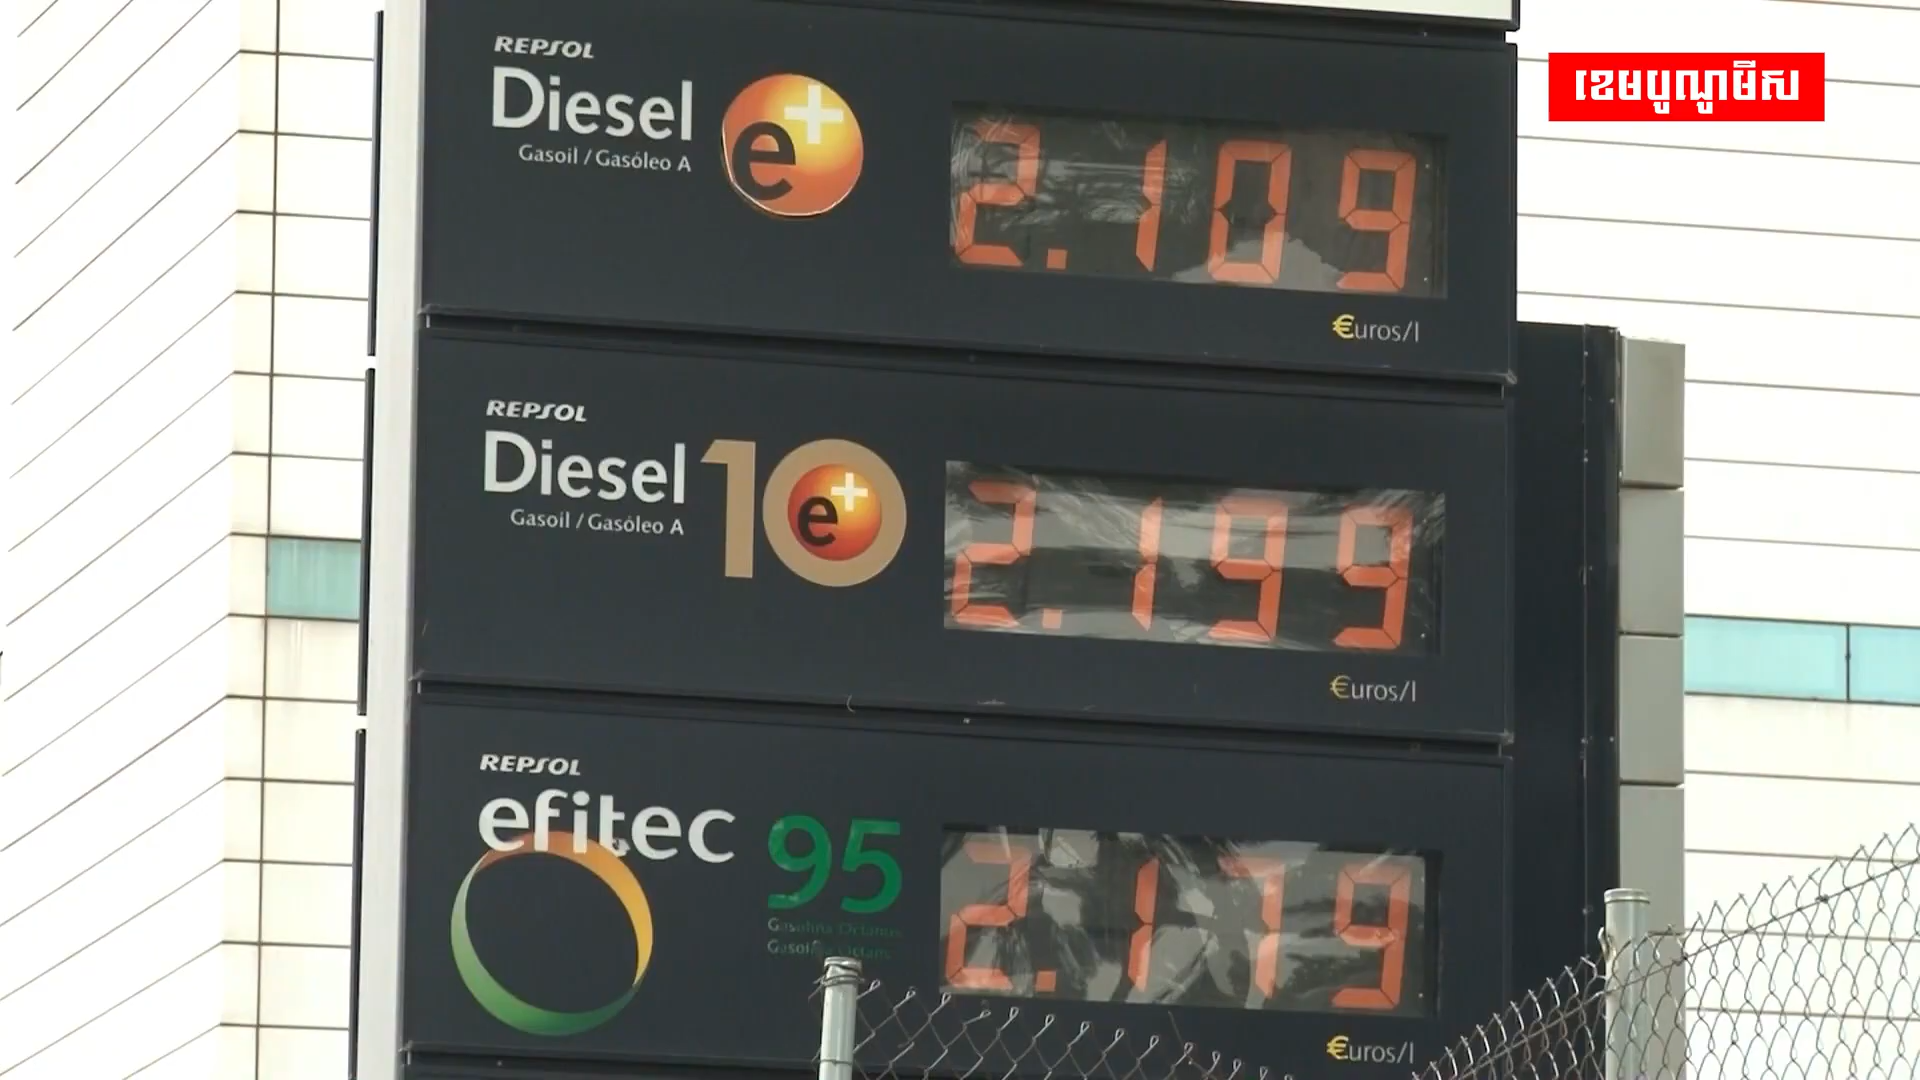 ខេមបូណូមីស
REPSOL
Diesel e+
Gasoil / Gasóleo A
2.109
€uros/l
REPSOL
Diesel 10 e+
Gasoil / Gasóleo A
2.199
€uros/l
REPSOL
efitec 95
2.179
€uros/l